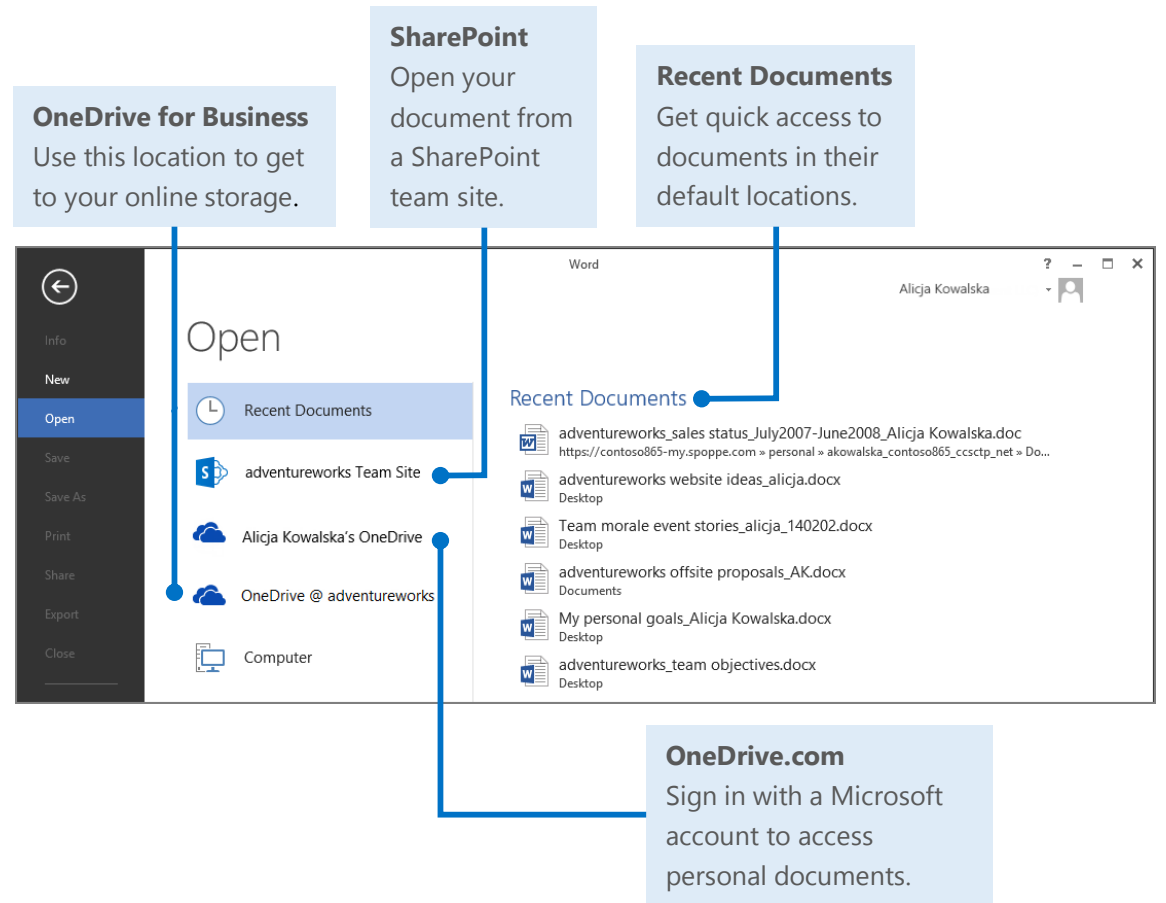 SharePoint
Open your
document from
a SharePoint
team site.
Recent Documents
Get quick access to
documents in their
default locations.
OneDrive for Business
Use this location to get
to your online storage.
Word
?
Alicja Kowalska
Info
New
Open
Save
Save As
Print
Share
Export
Close
Open
Recent Documents
adventureworks Team Site
Alicja Kowalska's OneDrive
OneDrive @ adventureworks
Computer
Recent Documents
adventureworks_sales status_July2007-June2008_Alicja Kowalska.doc
https://contoso865-my.spoppe.com » personal » akowalska_contoso865_ccsctp_net » Do...
adventureworks website ideas_alicja.docx
Desktop
Team morale event stories_alicja_140202.docx
Desktop
adventureworks offsite proposals_AK.docx
Documents
My personal goals_Alicja Kowalska.docx
Desktop
adventureworks_team objectives.docx
Desktop
OneDrive.com
Sign in with a Microsoft
account to access
personal documents.